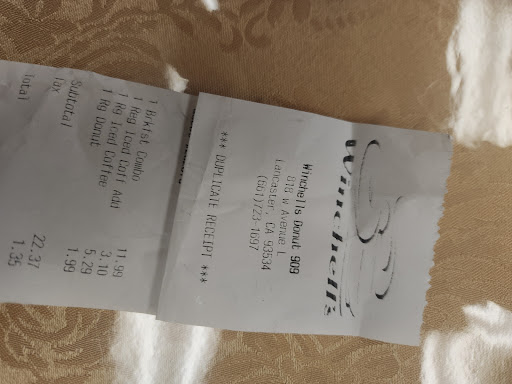 Winchell's
Winchells Donut 909
818 W Avenue L
Lancaster, CA 93534
(661)723-1697
*** DUPLICATE RECEIPT ***
1 Brkfst Combo 11.99
1 Reg Iced Coff Add 3.10
1 Rg Iced Coffee 5.29
1 Rg Donut 1.99
Subtotal 22.37
Tax 1.35
Total